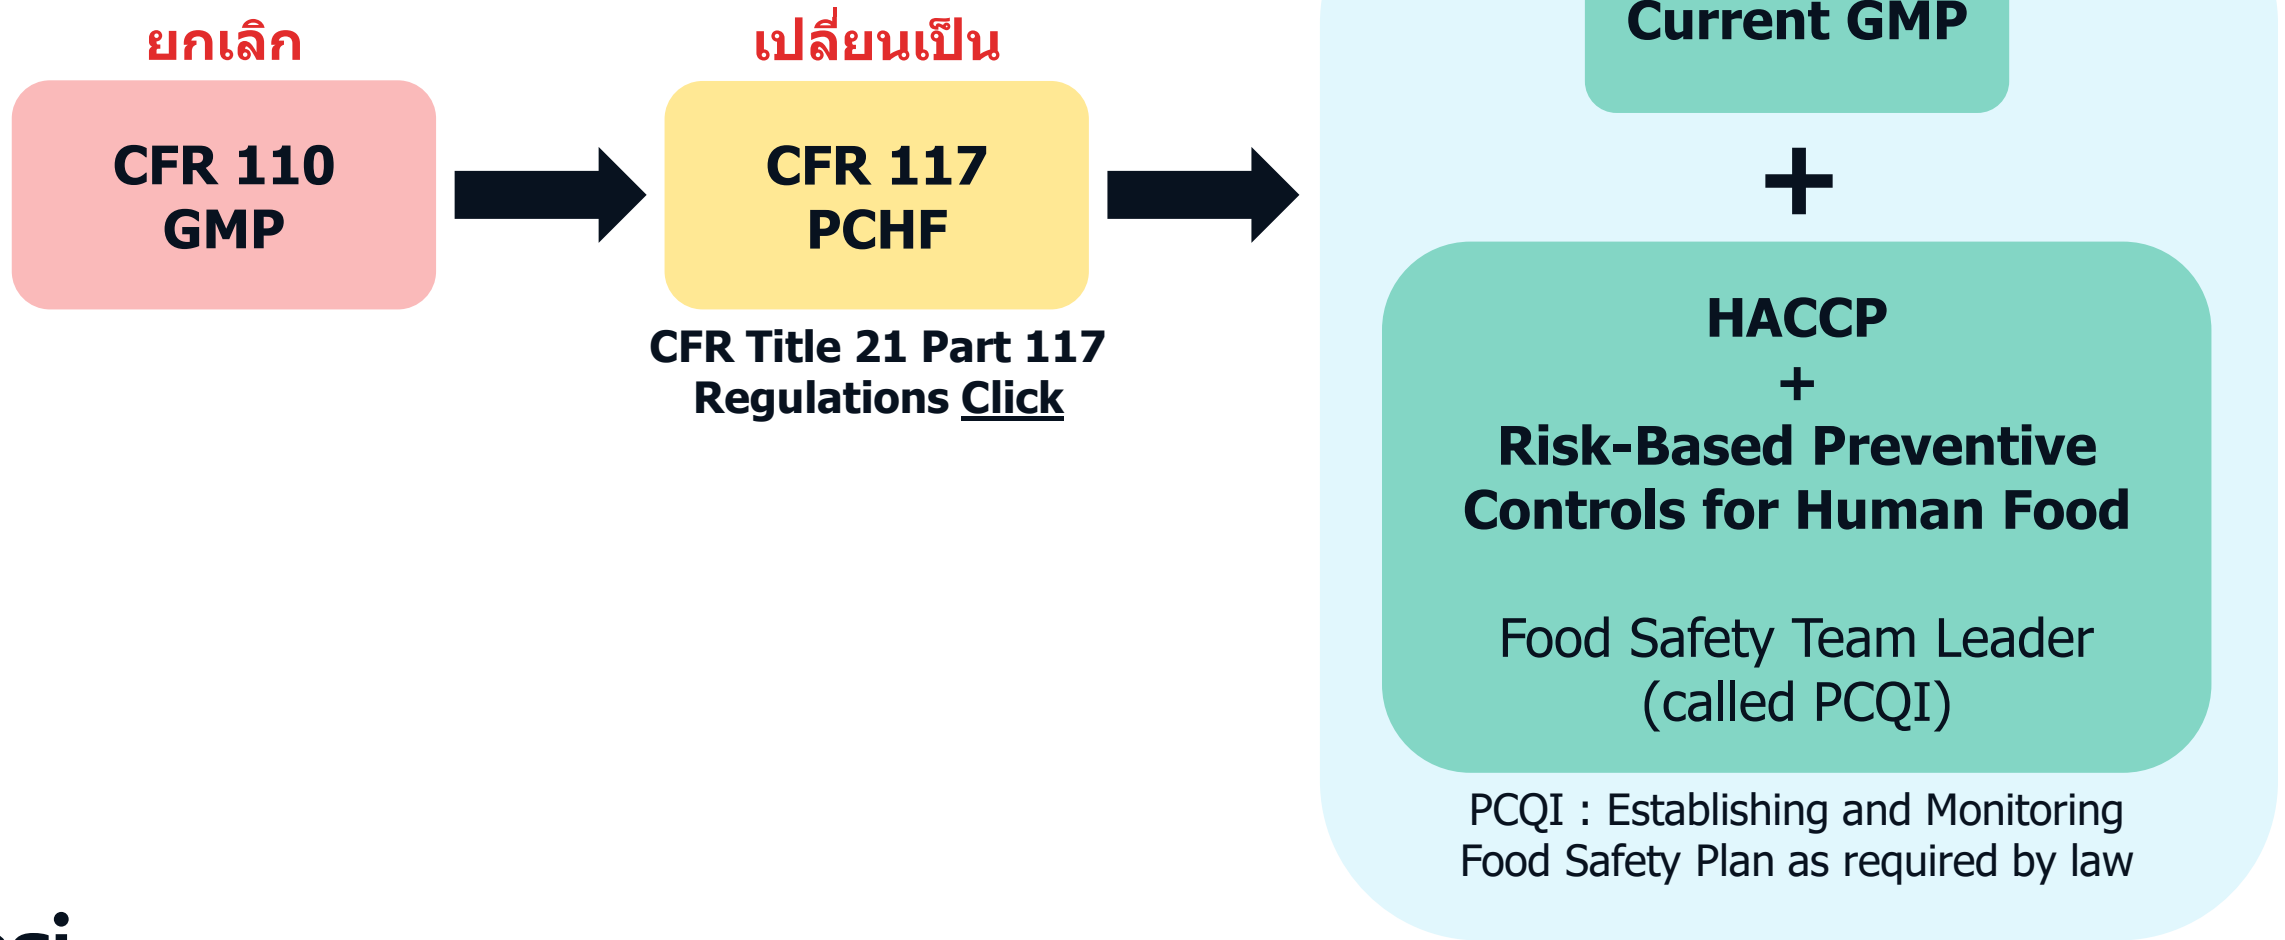 ยกเลิก
CFR 110
GMP
เปลี่ยนเป็น
CFR 117
PCHF
CFR Title 21 Part 117
Regulations Click
Current GMP
+
HACCP
+
Risk-Based Preventive
Controls for Human Food
Food Safety Team Leader
(called PCQI)
PCQI : Establishing and Monitoring
Food Safety Plan as required by law